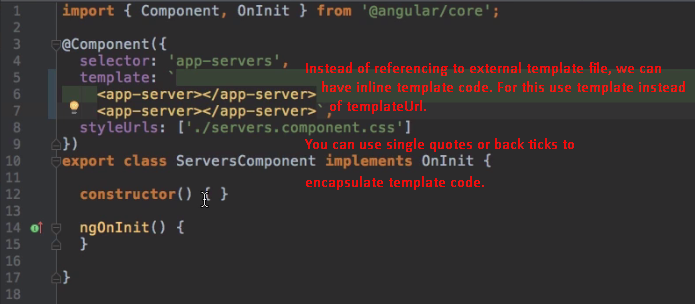 1 import { Component, OnInit } from '@angular/core';
2
3 @Component({
4 selector: 'app-servers',
5 template: `
6 <app-server></app-server>
7 <app-server></app-server>`,
8 styleUrls: ['./servers.component.css']
9 })
10 export class ServersComponent implements OnInit {
11
12 constructor() { }
13
14 ngOnInit() {
15 }
16
17 }
18
Instead of referencing to external template file, we can
have inline template code. For this use template instead
of templateUrl.
You can use single quotes or back ticks to
encapsulate template code.